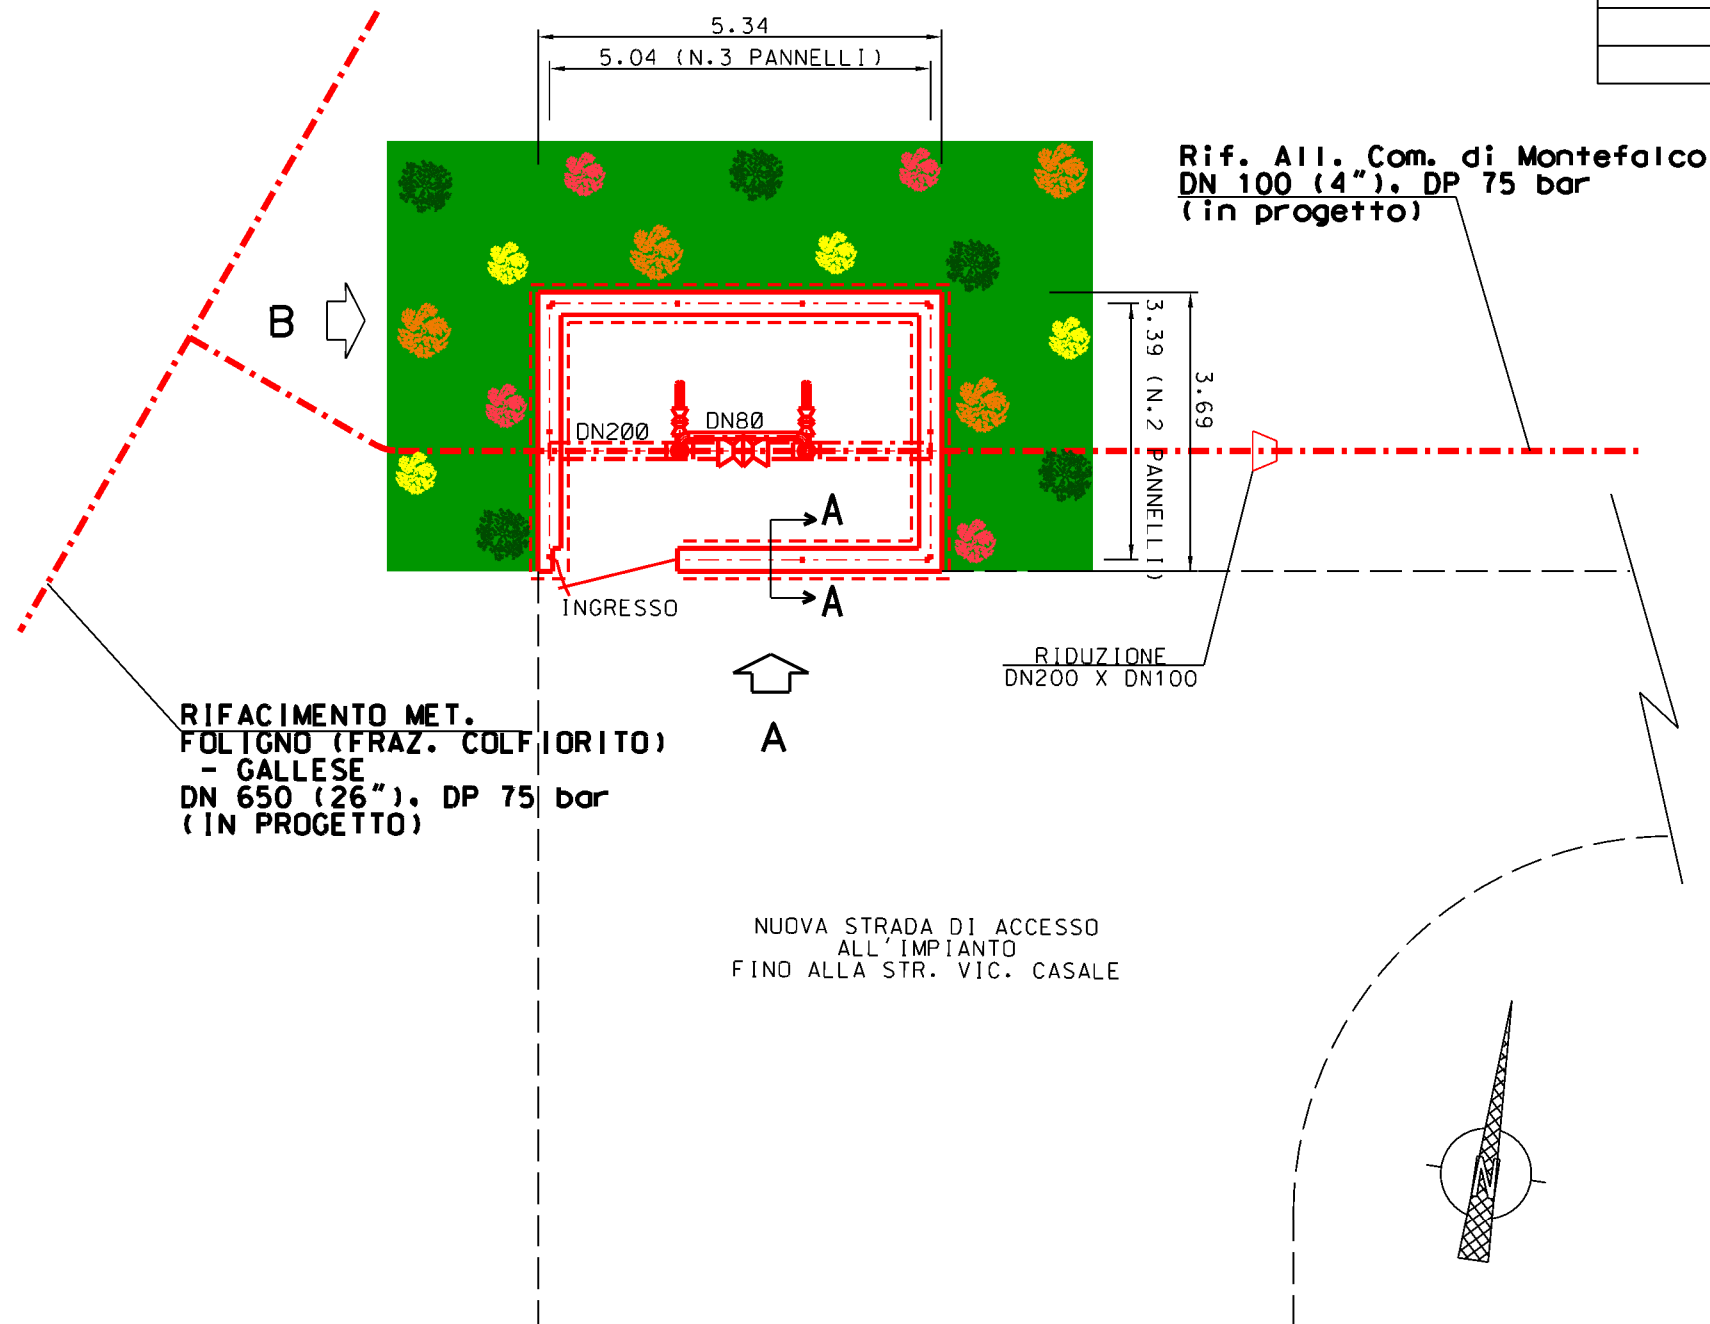 5.34
5.04 (N.3 PANNELLI)
Rif. All. Com. di Montefalco
DN 100 (4"), DP 75 bar
(in progetto)
B
3.39 (N.2 PANNELLI)
3.69
DN200
DN80
A
A
INGRESSO
RIDUZIONE
DN200 X DN100
A
RIFACIMENTO MET.
FOLIGNO (FRAZ. COLFIORITO)
- GALLESE
DN 650 (26"), DP 75 bar
(IN PROGETTO)
NUOVA STRADA DI ACCESSO
ALL'IMPIANTO
FINO ALLA STR. VIC. CASALE
N